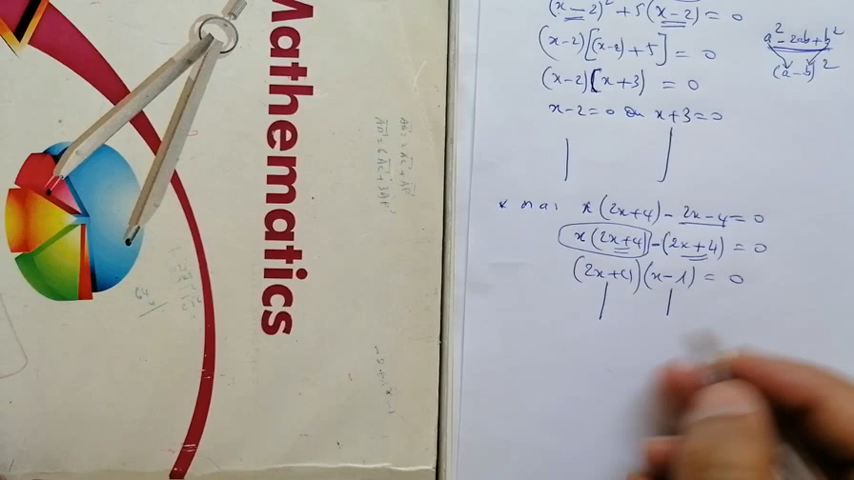 Mathematics
(x-2)² + 5(x-2) = 0
(x-2)[(x-2)+5] = 0
(x-2)(x+3) = 0
x-2=0 ou x+3=0
a² - 2ab + b²
(a-b)²
x(2x+4) - 2x-4=0
x(2x+4)-(2x+4) = 0
(2x+4)(x-1) = 0